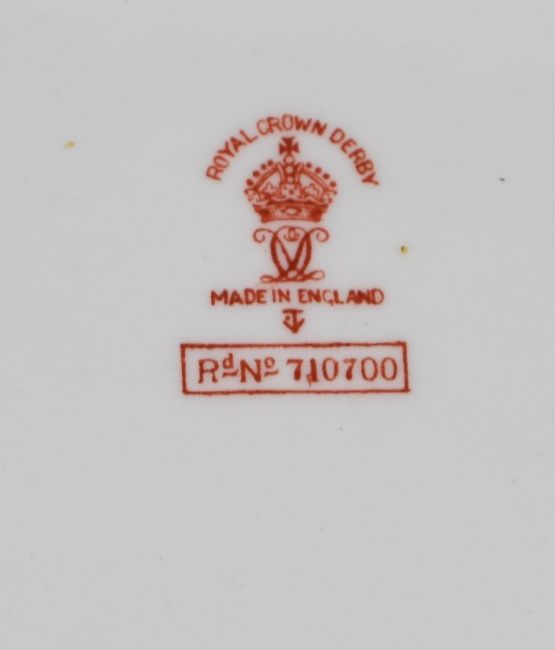 ROYAL CROWN DERBY
MADE IN ENGLAND
Rd No 710700